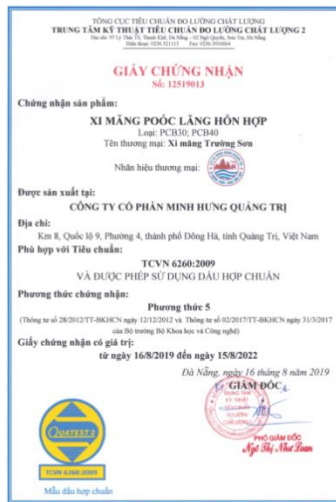 TỔNG CỤC TIÊU CHUẨN ĐO LƯỜNG CHẤT LƯỢNG
TRUNG TÂM KỸ THUẬT TIÊU CHUẨN ĐO LƯỜNG CHẤT LƯỢNG 2
GIẤY CHỨNG NHẬN
Số: 12519013
Chứng nhận sản phẩm:
XI MĂNG POÓC LĂNG HỖN HỢP
Loại: PCB30; PCB40
Tên thương mại: Xi măng Trường Sơn
Nhãn hiệu thương mại:
Được sản xuất tại:
CÔNG TY CỔ PHẦN MINH HƯNG QUẢNG TRỊ
Địa chỉ:
Km 8, Quốc lộ 9, Phường 4, thành phố Đông Hà, tỉnh Quảng Trị, Việt Nam
Phù hợp với Tiêu chuẩn:
TCVN 6260:2009
VÀ ĐƯỢC PHÉP SỬ DỤNG DẤU HỢP CHUẨN
Phương thức chứng nhận:
Phương thức 5
(Thông tư số 28/2012/TT-BKHCN ngày 12/12/2012 và Thông tư số 02/2017/TT-BKHCN ngày 31/3/2017
của Bộ trưởng Bộ Khoa học và Công nghệ)
Giấy chứng nhận có giá trị:
từ ngày 16/8/2019 đến ngày 15/8/2022
Đà Nẵng, ngày 16 tháng 8 năm 2019
GIÁM ĐỐC
QUATEST 2
TCVN 6260:2009
Mẫu dấu hợp chuẩn
PHÓ GIÁM ĐỐC
Ngô Thị Như Loan